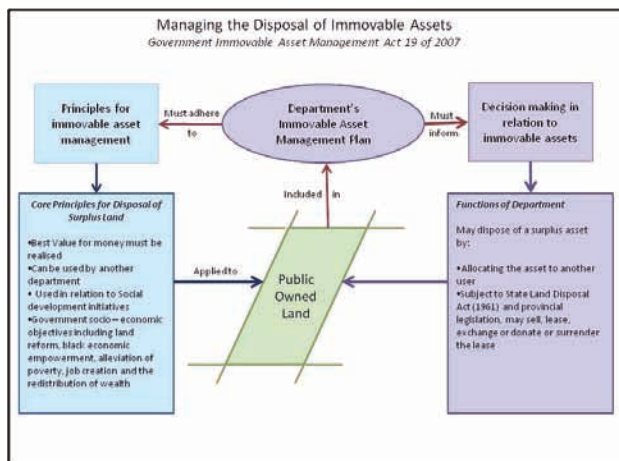 Managing the Disposal of Immovable Assets
Government Immovable Asset Management Act 19 of 2007
Principles for
immovable asset
management
Must adhere
to
Department's
Immovable Asset
Management Plan
Must
inform
Decision making in
relation to
immovable assets
Included in
Core Principles for Disposal of
Surplus Land
•Best Value for money must be
realised
•Can be used by another
department
• Used in relation to Social
development initiatives
•Government socio – economic
objectives including land
reform, black economic
empowerment, alleviation of
poverty, job creation and the
redistribution of wealth
Applied to
Public
Owned
Land
Functions of Department
May dispose of a surplus asset
by:
•Allocating the asset to another
user
•Subject to State Land Disposal
Act (1961) and provincial
legislation, may sell, lease,
exchange or donate or surrender
the lease